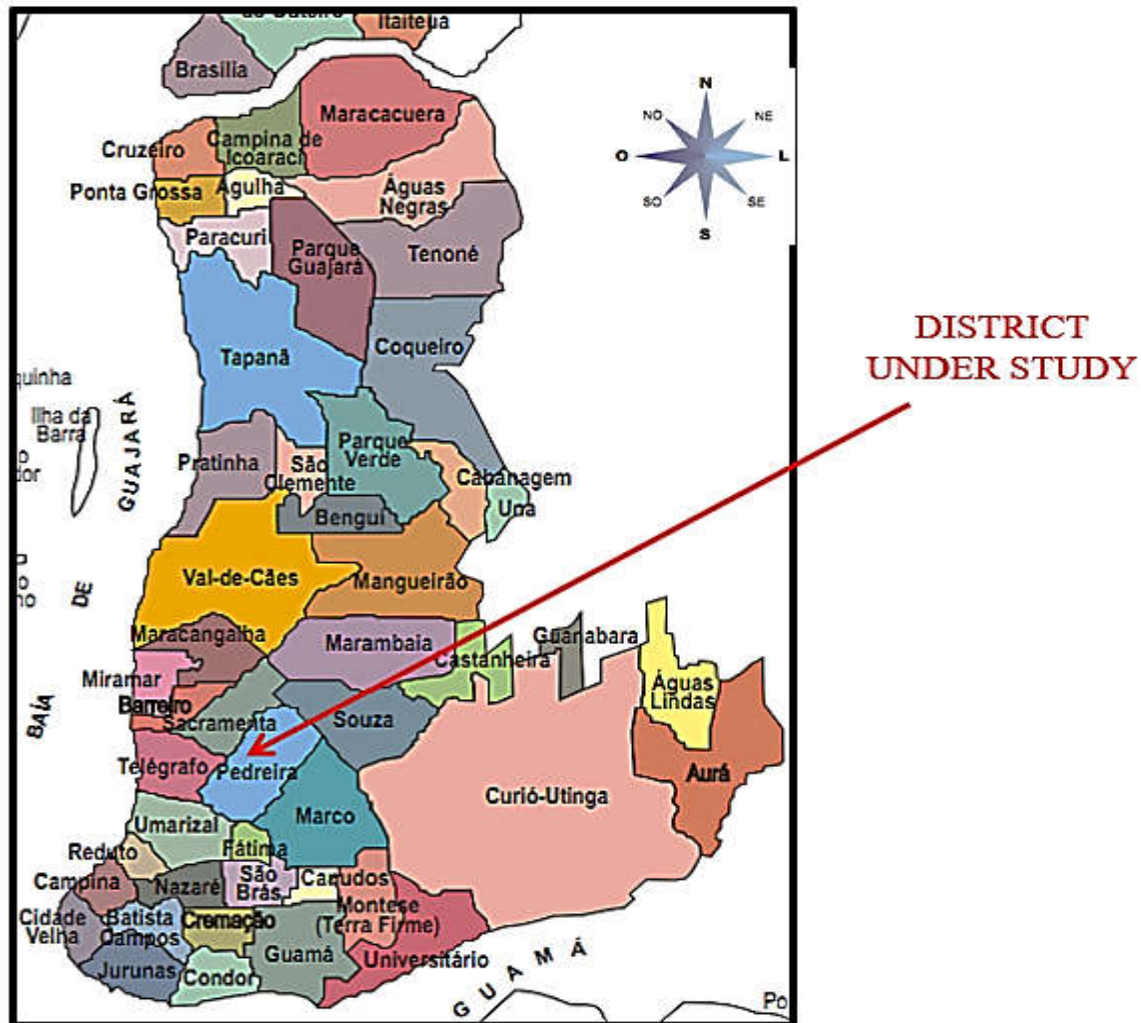 do Outeiro
Itaiteua
Brasília
Maracacuera
Campina de
Icoaraci
Cruzeiro
Ponta Grossa
Agulha
Águas
Negras
Paracuri
Parque
Guajará
Tenoné
N
NO
NE
O
L
SO
SE
S
DISTRICT
UNDER STUDY
Tapanã
Coqueiro
quinha
Ilha da
Barra
BAÍA DE GUAJARÁ
Pratinha
São
Clemente
Parque
Verde
Cabanagem
Una
Bengui
Val-de-Cães
Mangueirão
Maracangalha
Marambaia
Castanheira
Guanabara
Miramar
Barreiro
Sacramenta
Souza
Águas
Lindas
Telégrafo
Pedreira
Curió-Utinga
Aurá
Marco
Umarizal
Fátima
Reduto
Campina
Nazaré
São
Brás
Canudos
Montese
(Terra Firme)
Cidade
Velha
Batista
Campos
Cremação
Guamá
Universitário
Jurunas
Condor
GUAMÁ
Po